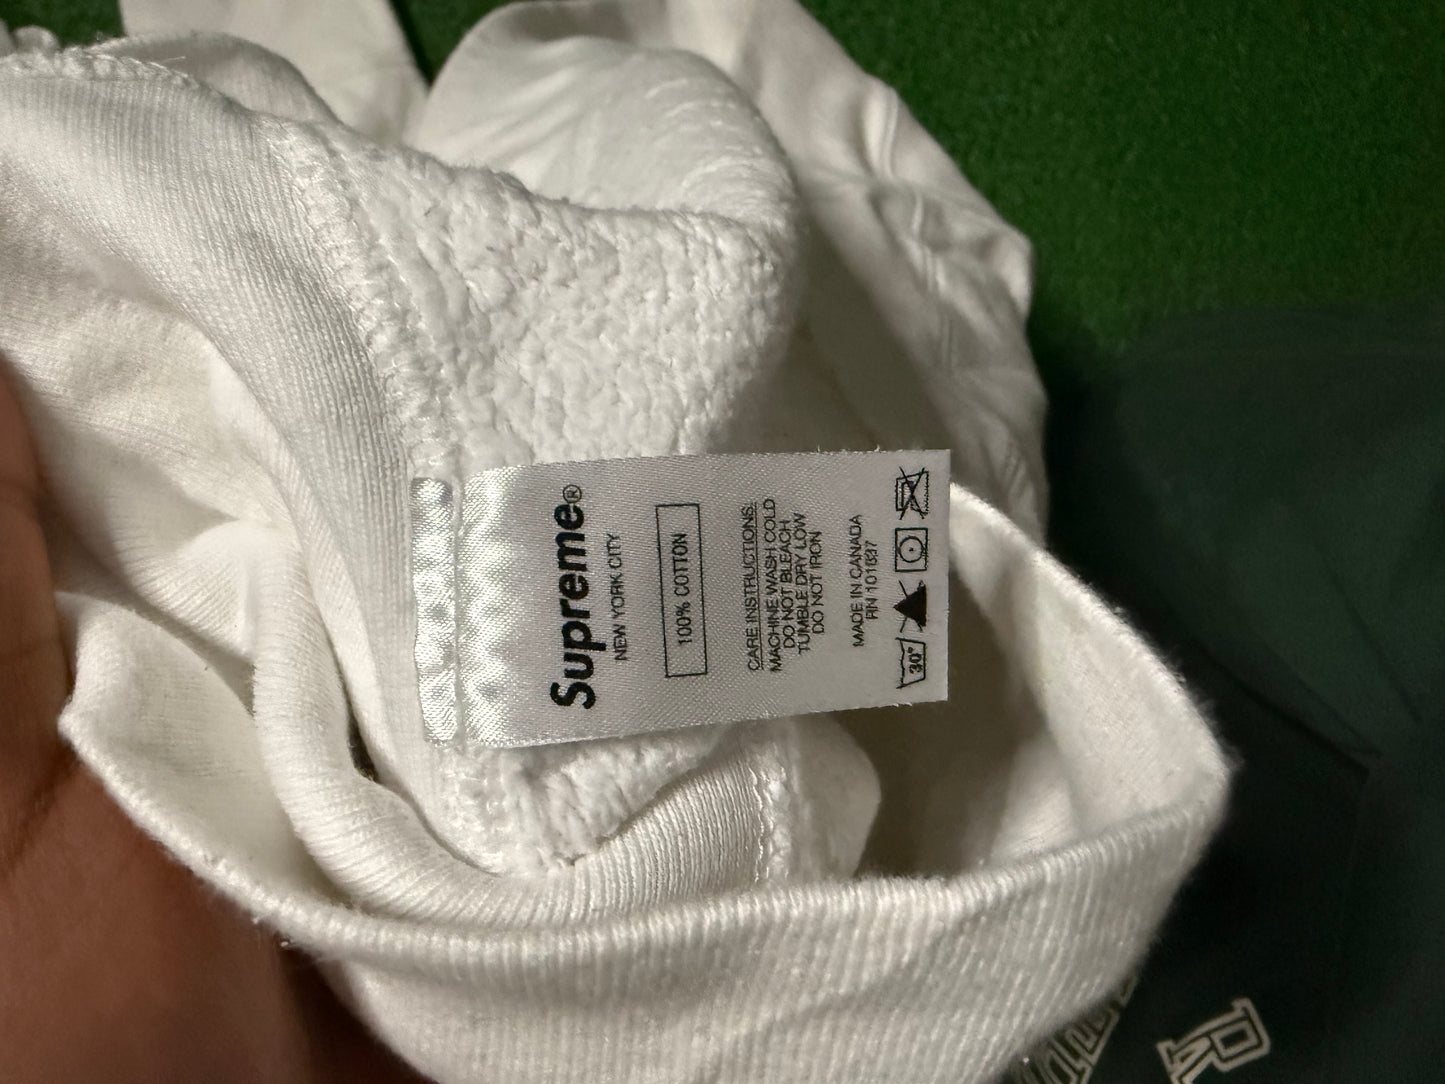 Supreme®
NEW YORK CITY
100% COTTON
CARE INSTRUCTIONS:
MACHINE WASH COLD
DO NOT BLEACH
TUMBLE DRY LOW
DO NOT IRON
MADE IN CANADA
RN 101837
30°
R